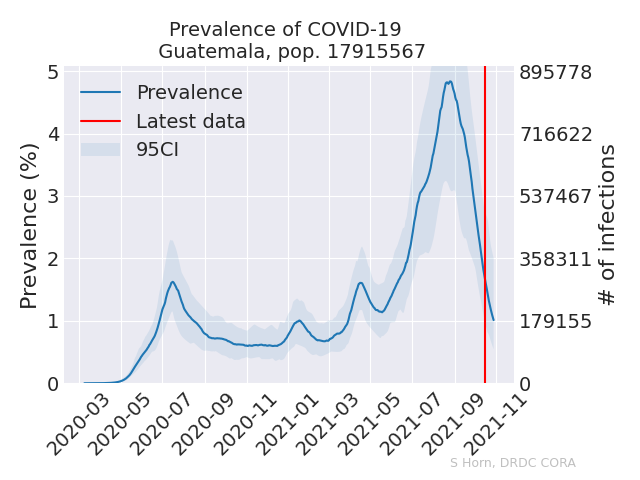 Prevalence of COVID-19
Guatemala, pop. 17915567
Prevalence (%)
5
4
3
2
1
0
Prevalence
Latest data
95CI
895778
716622
537467
358311
179155
0
# of infections
2020-03
2020-05
2020-07
2020-09
2020-11
2021-01
2021-03
2021-05
2021-07
2021-09
2021-11
S Horn, DRDC CORA